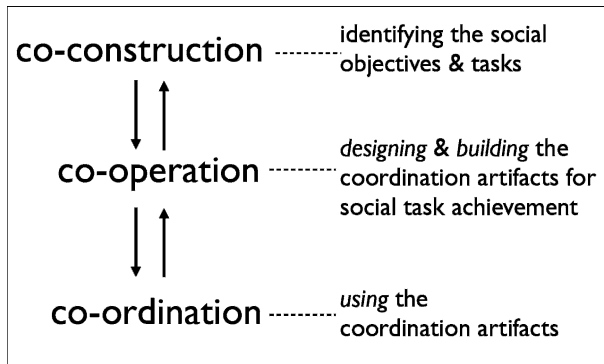 co-construction
identifying the social
objectives & tasks
co-operation
designing & building the
coordination artifacts for
social task achievement
co-ordination
using the
coordination artifacts